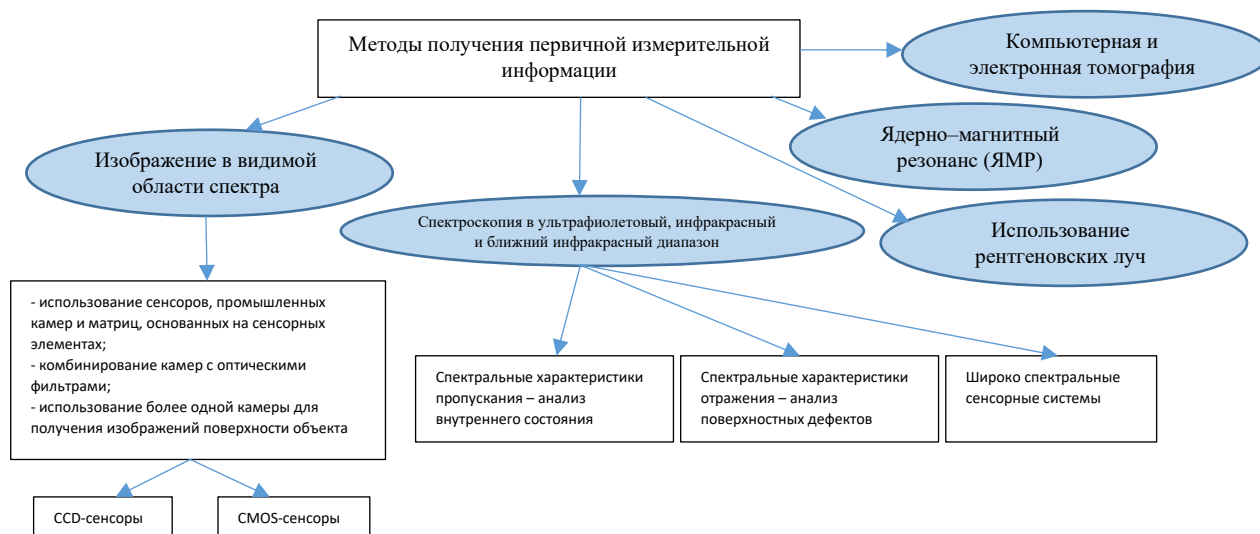 Методы получения первичной измерительной
информации
Компьютерная и
электронная томография
Ядерно–магнитный
резонанс (ЯМР)
Изображение в видимой
области спектра
Спектроскопия в ультрафиолетовый, инфракрасный
и ближний инфракрасный диапазон
Использование
рентгеновских луч
- использование сенсоров, промышленных
камер и матриц, основанных на сенсорных
элементах;
- комбинирование камер с оптическими
фильтрами;
- использование более одной камеры для
получения изображений поверхности объекта
Спектральные характеристики
пропускания – анализ
внутреннего состояния
Спектральные характеристики
отражения – анализ
поверхностных дефектов
Широко спектральные
сенсорные системы
CCD-сенсоры
CMOS-сенсоры